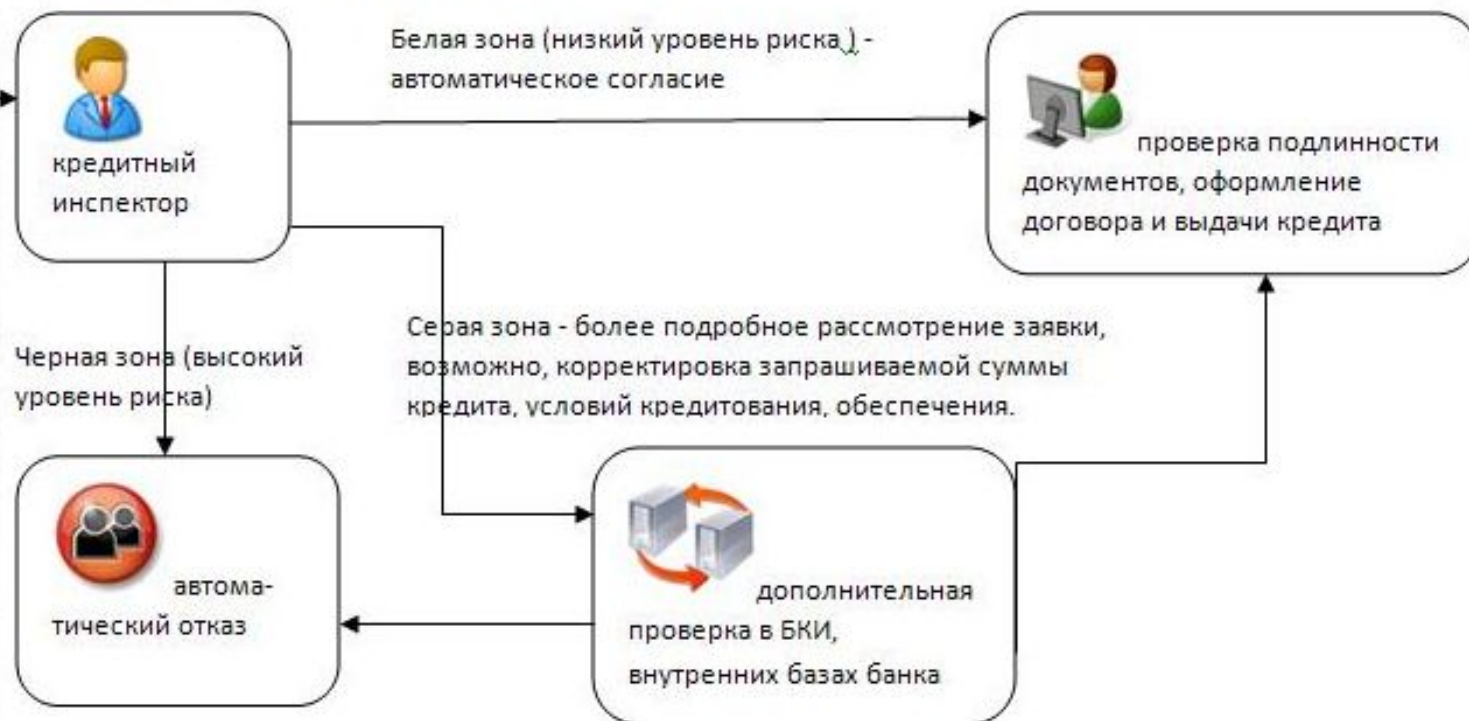 Белая зона (низкий уровень риска ) -
автоматическое согласие
кредитный
инспектор
проверка подлинности
документов, оформление
договора и выдачи кредита
Черная зона (высокий
уровень риска)
Серая зона - более подробное рассмотрение заявки,
возможно, корректировка запрашиваемой суммы
кредита, условий кредитования, обеспечения.
автома-
тический отказ
дополнительная
проверка в БКИ,
внутренних базах банка